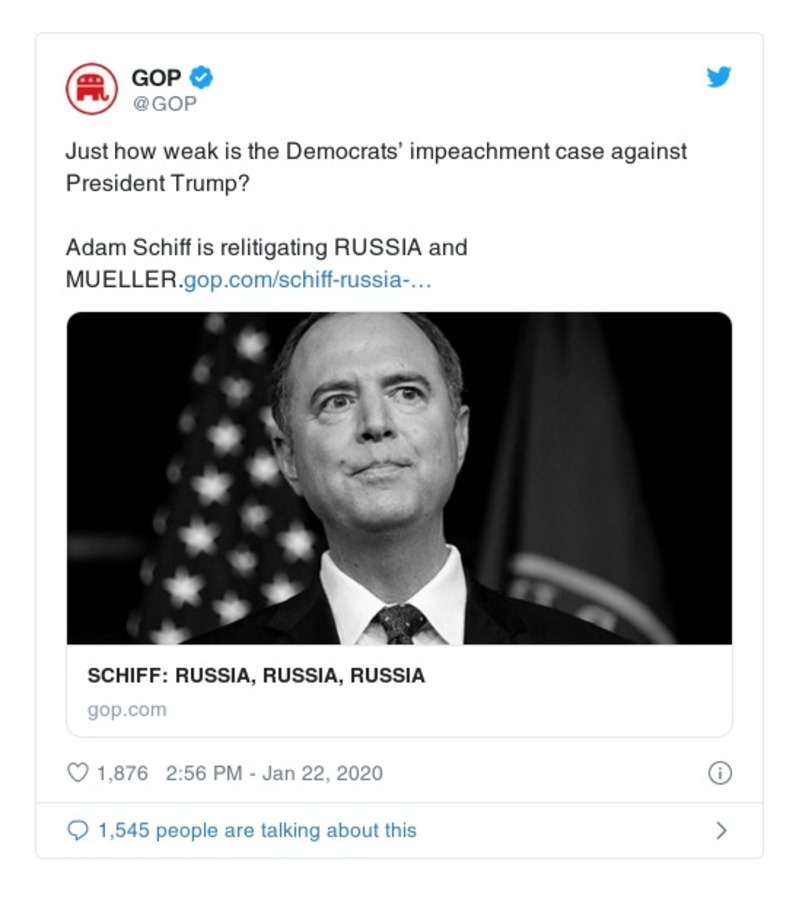 GOP
@GOP
Just how weak is the Democrats’ impeachment case against
President Trump?
Adam Schiff is relitigating RUSSIA and
MUELLER.gop.com/schiff-russia-…
SCHIFF: RUSSIA, RUSSIA, RUSSIA
gop.com
1,876 2:56 PM - Jan 22, 2020
1,545 people are talking about this